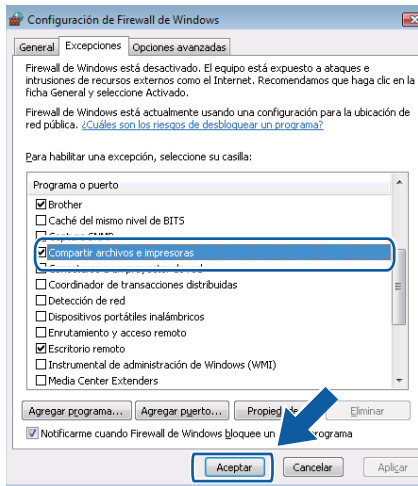 Configuración de Firewall de Windows
General Excepciones Opciones avanzadas
Firewall de Windows está desactivado. El equipo está expuesto a ataques e
intrusiones de recursos externos como el Internet. Recomendamos que haga clic en la
ficha General y seleccione Activado.
Firewall de Windows está actualmente usando una configuración para la ubicación de
red pública. ¿Cuáles son los riesgos de desbloquear un programa?
Para habilitar una excepción, seleccione su casilla:
Programa o puerto
Brother
Caché del mismo nivel de BITS
Compartir archivos e impresoras
Coordinador de transacciones distribuidas
Detección de red
Dispositivos portátiles inalámbricos
Enrutamiento y acceso remoto
Escritorio remoto
Instrumental de administración de Windows (WMI)
Media Center Extenders
Agregar programa... Agregar puerto... Eliminar
Notificarme cuando Firewall de Windows bloquee un programa
Aceptar Cancelar Aplicar